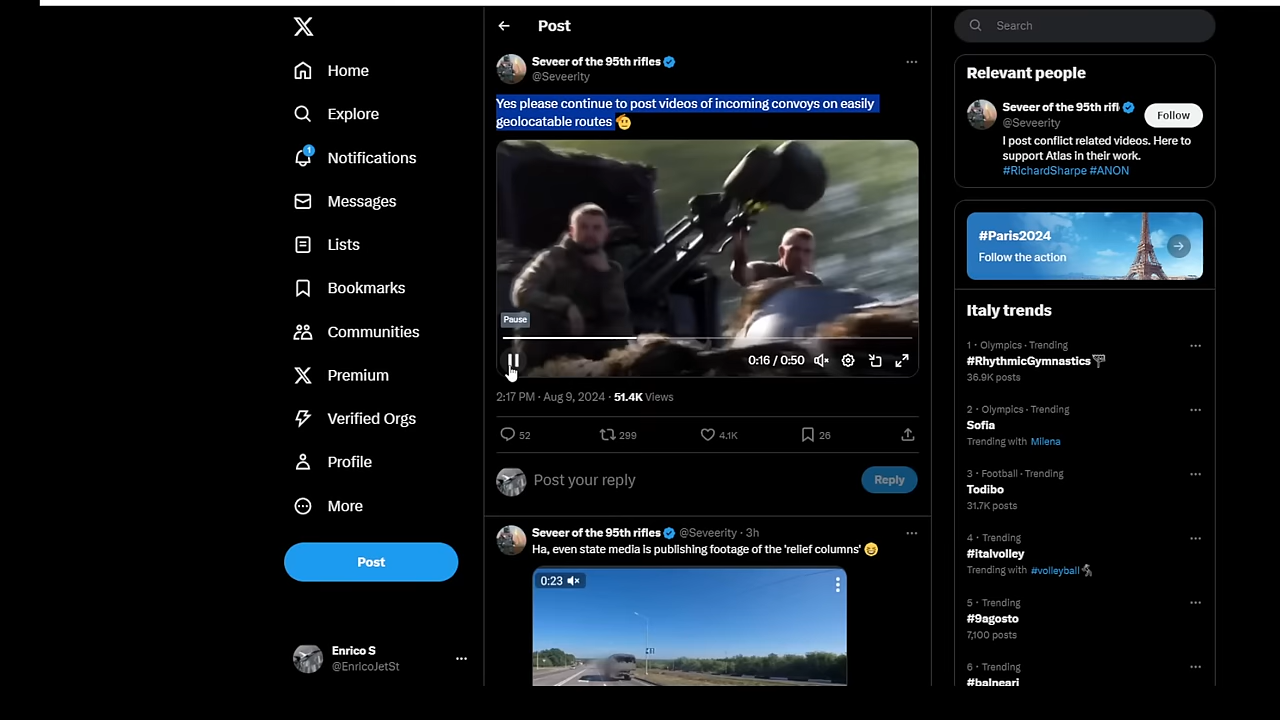 Home
Explore
1
Notifications
Messages
Lists
Bookmarks
Communities
Premium
Verified Orgs
Profile
More
Post
Enrico S
@EnricoJetSt
Post
Seveer of the 95th rifles
@Seveerity
Yes please continue to post videos of incoming convoys on easily
geolocatable routes
Pause
0:16 / 0:50
2:17 PM · Aug 9, 2024 · 51.4K Views
52
299
4.1K
26
Post your reply
Reply
Seveer of the 95th rifles @Seveerity · 3h
Ha, even state media is publishing footage of the 'relief columns'
0:23
Search
Relevant people
Seveer of the 95th rifl
@Seveerity
Follow
I post conflict related videos. Here to
support Atlas in their work.
#RIchardSharpe #ANON
#Paris2024
Follow the action
Italy trends
1 · Olympics · Trending
#RhythmicGymnastics
36.9K posts
2 · Olympics · Trending
Sofia
Trending with Milena
3 · Football · Trending
Todibo
31.7K posts
4 · Trending
#italvolley
Trending with #volleyball
5 · Trending
#9agosto
7,100 posts
6 · Trending
#balneari